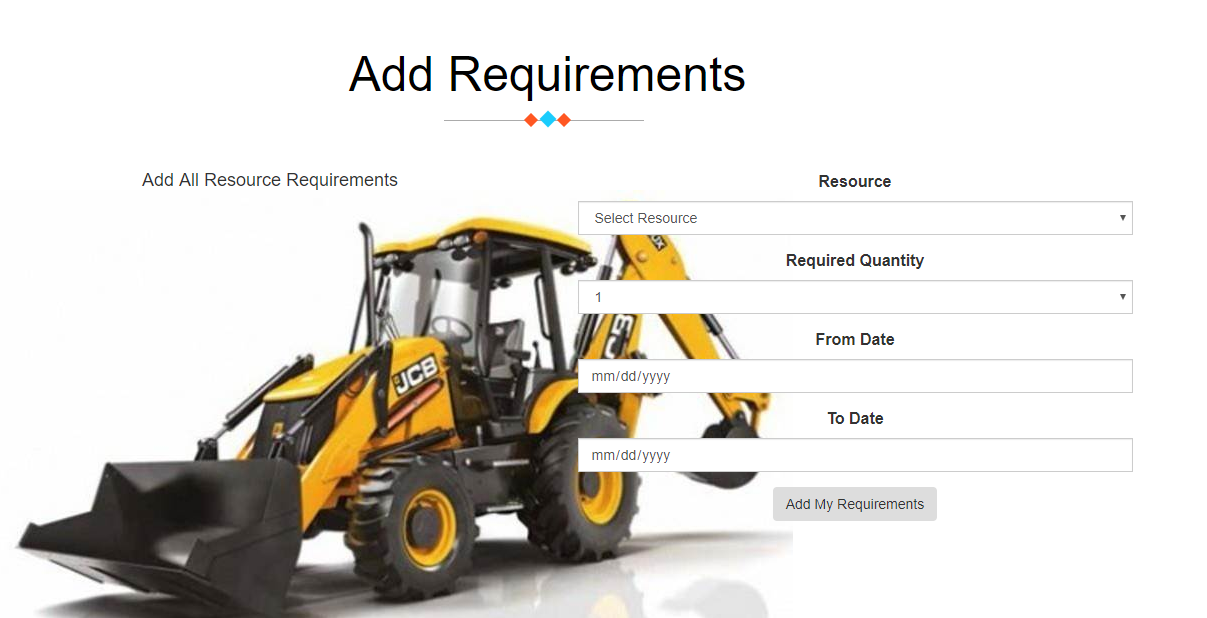 Add Requirements
Add All Resource Requirements
Resource
Select Resource
Required Quantity
1
From Date
mm/dd/yyyy
To Date
mm/dd/yyyy
Add My Requirements
JCB
JCB